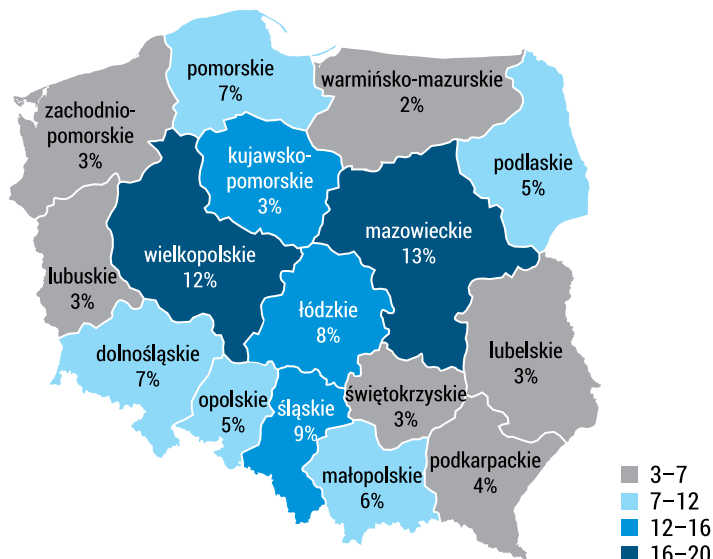 pomorskie
7%
warmińsko-mazurskie
2%
zachodnio-
pomorskie
3%
kujawsko-
pomorskie
3%
podlaskie
5%
mazowieckie
13%
wielkopolskie
12%
lubuskie
3%
łódzkie
8%
lubelskie
3%
dolnośląskie
7%
opolskie
5%
śląskie
9%
świętokrzyskie
3%
małopolskie
6%
podkarpackie
4%
3–7
7–12
12–16
16–20